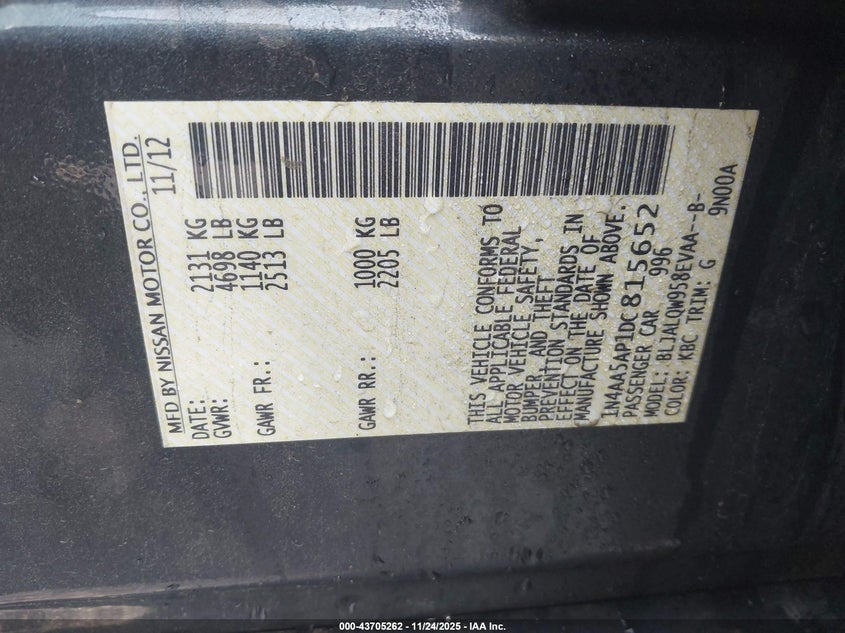 MFD BY NISSAN MOTOR CO., LTD.
DATE: 11/12
GVWR: 2131 KG
4698 LB
GAWR FR.: 1140 KG
2513 LB
GAWR RR.: 1000 KG
2205 LB
THIS VEHICLE CONFORMS TO
ALL APPLICABLE FEDERAL
MOTOR VEHICLE SAFETY,
BUMPER, AND THEFT
PREVENTION STANDARDS IN
EFFECT ON THE DATE OF
MANUFACTURE SHOWN ABOVE.
1N4AA5AP1DC815652
PASSENGER CAR 996
MODEL: BLJALQW958EVAA--B-
COLOR: KBC TRIM: G 9N00A
000-43705262 - 11/24/2025 - IAA Inc.